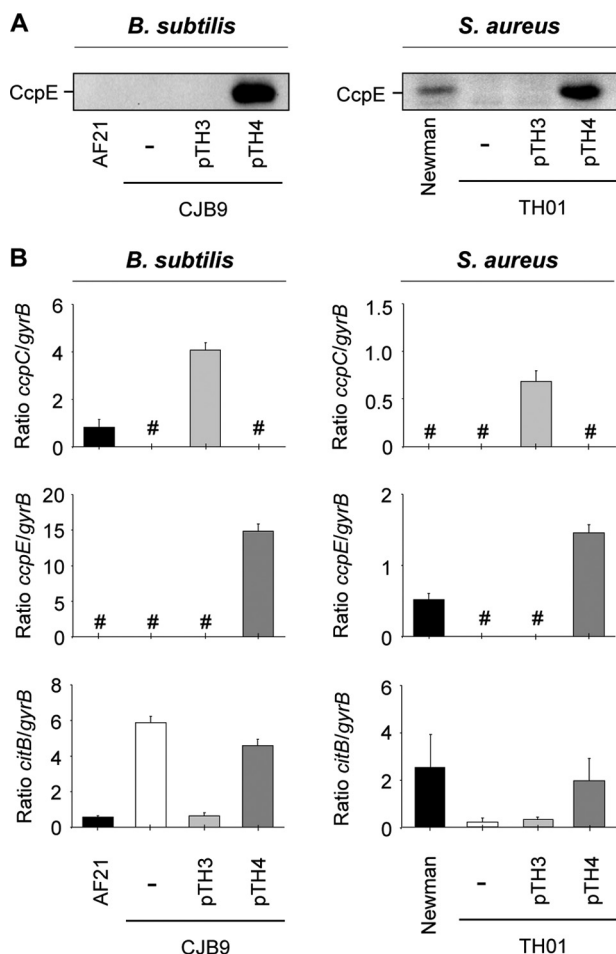 A
B. subtilis
S. aureus
CcpE
CcpE
AF21
-
pTH3
pTH4
CJB9
Newman
-
pTH3
pTH4
TH01
B
B. subtilis
S. aureus
Ratio ccpC/gyrB
6
4
2
0
# #
Ratio ccpC/gyrB
1.5
1.0
0.5
0
# # #
Ratio ccpE/gyrB
20
15
10
5
0
# # #
Ratio ccpE/gyrB
2
1
0
# #
Ratio citB/gyrB
8
6
4
2
0
Ratio citB/gyrB
6
4
2
0
AF21
-
pTH3
pTH4
CJB9
Newman
-
pTH3
pTH4
TH01